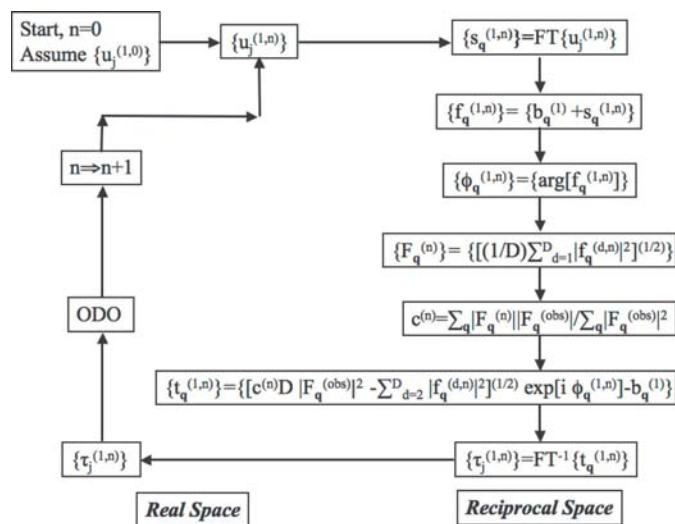 Start, n=0
Assume {u_j^(1,0)}
{u_j^(1,n)}
{s_q^(1,n)}=FT{u_j^(1,n)}
{f_q^(1,n)}= {b_q^(1) +s_q^(1,n)}
{ϕ_q^(1,n)}={arg[f_q^(1,n)]}
{F_q^(n)}= {[(1/D)∑^D_d=1|f_q^(d,n)|^2]^(1/2)}
c^(n)=∑_q|F_q^(n)||F_q^(obs)|/∑_q|F_q^(obs)|^2
{t_q^(1,n)}={[c^(n)D |F_q^(obs)|^2 -∑^D_d=2 |f_q^(d,n)|^2]^(1/2) exp[i ϕ_q^(1,n)]-b_q^(1)}
{τ_j^(1,n)}=FT^-1{t_q^(1,n)}
{τ_j^(1,n)}
ODO
n⇒n+1
Real Space
Reciprocal Space